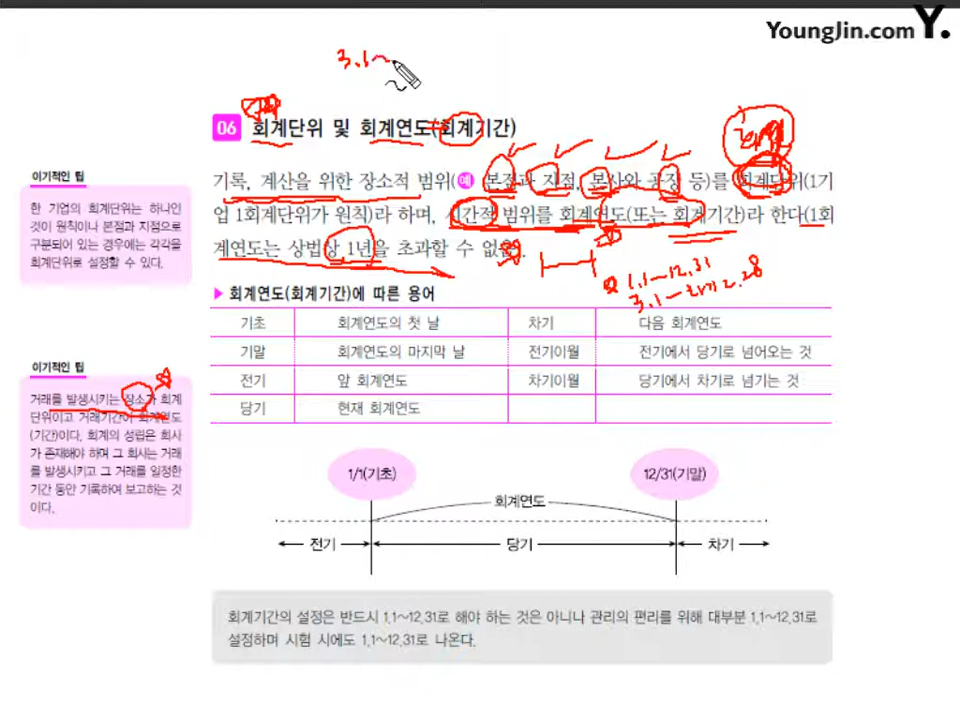 YoungJin.com Y.
3.1~
06 회계단위 및 회계연도(회계기간)
기록, 계산을 위한 장소적 범위(예 본점과 지점, 본사와 공장 등)를 회계단위(1기
업 1회계단위가 원칙)라 하며, 시간적 범위를 회계연도(또는 회계기간)라 한다(1회
계연도는 상법상 1년을 초과할 수 없음).
1.1~12.31
3.1~차기2.28
이기적인 팁
한 기업의 회계단위는 하나인
것이 원칙이나 본점과 지점으로
구분되어 있는 경우에는 각각을
회계단위로 설정할 수 있다.
▶ 회계연도(회계기간)에 따른 용어
기초 회계연도의 첫 날 차기 다음 회계연도
기말 회계연도의 마지막 날 전기이월 전기에서 당기로 넘어오는 것
전기 앞 회계연도 차기이월 당기에서 차기로 넘기는 것
당기 현재 회계연도
이기적인 팁
거래를 발생시키는 장소가 회계
단위이고 거래기간이 회계연도
(기간)이다. 회계의 성립은 회사
가 존재해야 하며 그 회사는 거래
를 발생시키고 그 거래를 일정한
기간 동안 기록하여 보고하는 것
이다.
1/1(기초) 12/31(기말)
회계연도
전기 당기 차기
회계기간의 설정은 반드시 1.1~12.31로 해야 하는 것은 아니나 관리의 편리를 위해 대부분 1.1~12.31로
설정하며 시험 시에도 1.1~12.31로 나온다.